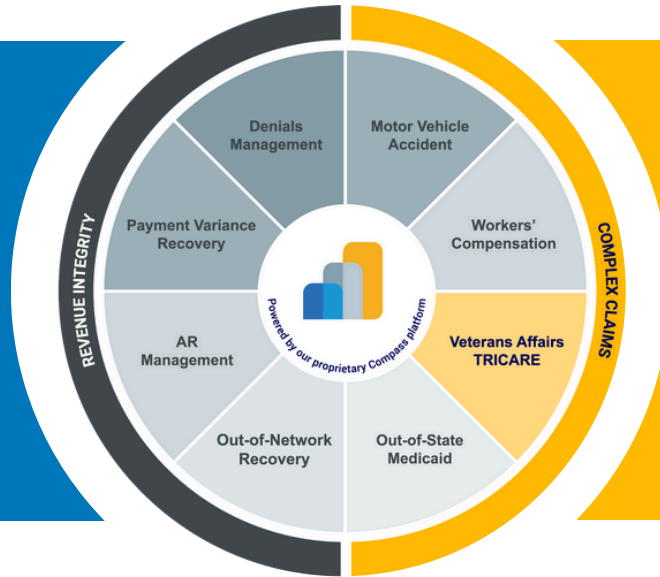 REVENUE INTEGRITY
COMPLEX CLAIMS
Denials
Management
Motor Vehicle
Accident
Payment Variance
Recovery
Workers’
Compensation
AR
Management
Veterans Affairs
TRICARE
Out-of-Network
Recovery
Out-of-State
Medicaid
Powered by our proprietary Compass platform